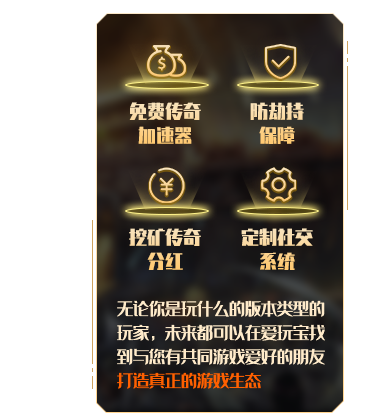 免费传奇 防劫持
加速器 保障
挖矿传奇 定制社交
分红 系统
无论你是玩什么的版本类型的
玩家，未来都可以在爱玩宝找
到与您有共同游戏爱好的朋友
打造真正的游戏生态